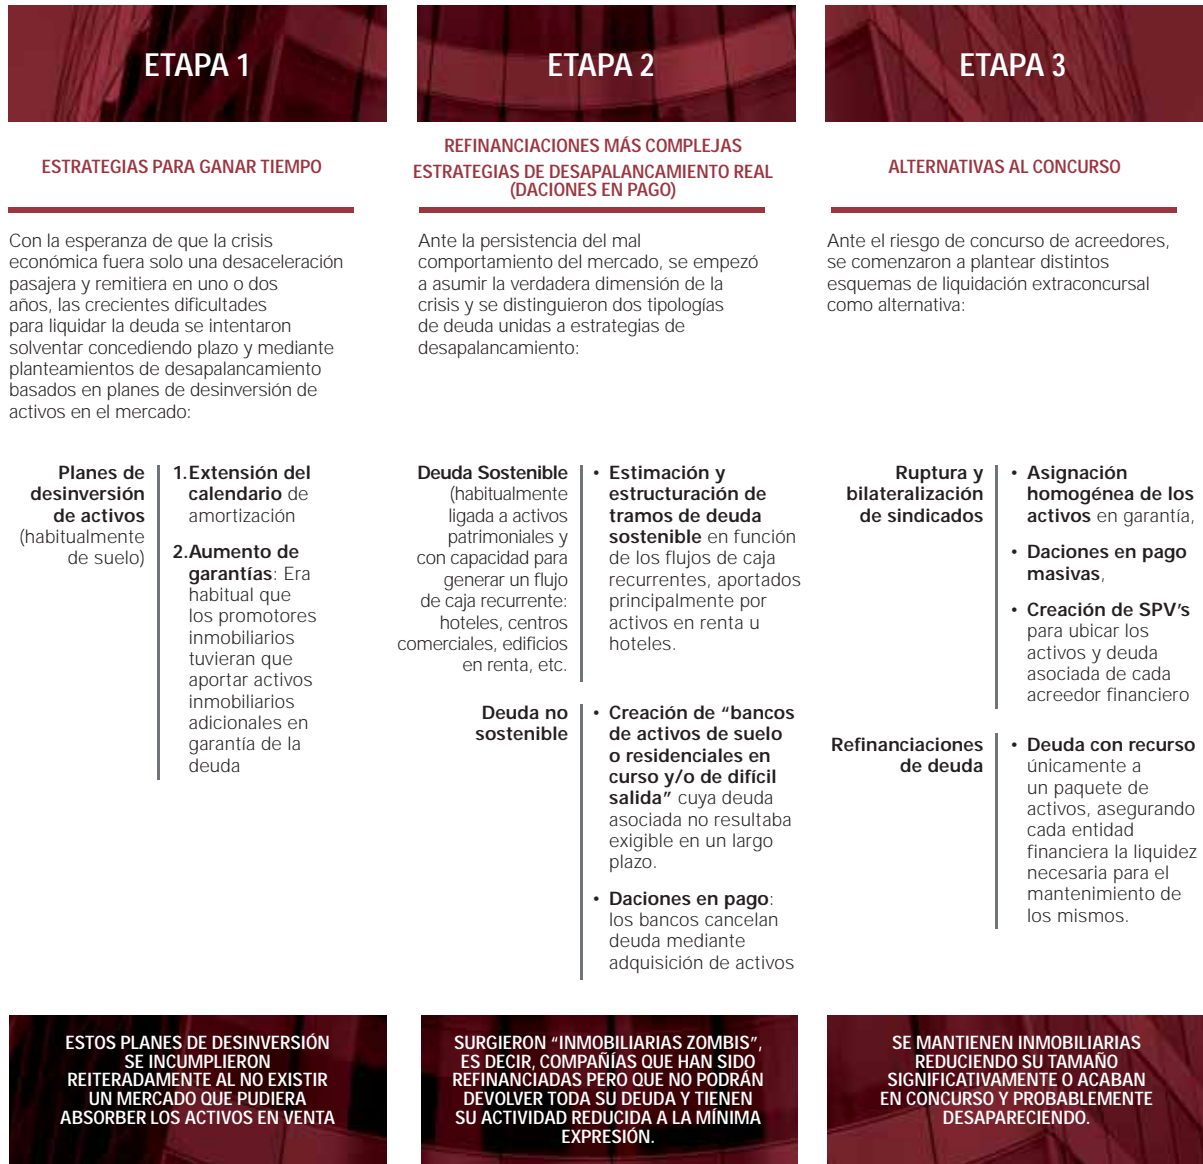 ETAPA 1
ESTRATEGIAS PARA GANAR TIEMPO
Con la esperanza de que la crisis
económica fuera solo una desaceleración
pasajera y remitiera en uno o dos
años, las crecientes dificultades
para liquidar la deuda se intentaron
solventar concediendo plazo y mediante
planteamientos de desapalancamiento
basados en planes de desinversión de
activos en el mercado:
Planes de
desinversión
de activos
(habitualmente
de suelo)
1.Extensión del
calendario de
amortización
2.Aumento de
garantías: Era
habitual que
los promotores
inmobiliarios
tuvieran que
aportar activos
inmobiliarios
adicionales en
garantía de la
deuda
ESTOS PLANES DE DESINVERSIÓN
SE INCUMPLIERON
REITERADAMENTE AL NO EXISTIR
UN MERCADO QUE PUDIERA
ABSORBER LOS ACTIVOS EN VENTA
ETAPA 2
REFINANCIACIONES MÁS COMPLEJAS
ESTRATEGIAS DE DESAPALANCAMIENTO REAL
(DACIONES EN PAGO)
Ante la persistencia del mal
comportamiento del mercado, se empezó
a asumir la verdadera dimensión de la
crisis y se distinguieron dos tipologías
de deuda unidas a estrategias de
desapalancamiento:
Deuda Sostenible
(habitualmente
ligada a activos
patrimoniales y
con capacidad para
generar un flujo
de caja recurrente:
hoteles, centros
comerciales, edificios
en renta, etc.
• Estimación y
estructuración de
tramos de deuda
sostenible en función
de los flujos de caja
recurrentes, aportados
principalmente por
activos en renta u
hoteles.
Deuda no
sostenible
• Creación de “bancos
de activos de suelo
o residenciales en
curso y/o de difícil
salida” cuya deuda
asociada no resultaba
exigible en un largo
plazo.
• Daciones en pago:
los bancos cancelan
deuda mediante
adquisición de activos
SURGIERON “INMOBILIARIAS ZOMBIS”,
ES DECIR, COMPAÑÍAS QUE HAN SIDO
REFINANCIADAS PERO QUE NO PODRÁN
DEVOLVER TODA SU DEUDA Y TIENEN
SU ACTIVIDAD REDUCIDA A LA MÍNIMA
EXPRESIÓN.
ETAPA 3
ALTERNATIVAS AL CONCURSO
Ante el riesgo de concurso de acreedores,
se comenzaron a plantear distintos
esquemas de liquidación extraconcursal
como alternativa:
Ruptura y
bilateralización
de sindicados
• Asignación
homogénea de los
activos en garantía,
• Daciones en pago
masivas,
• Creación de SPV's
para ubicar los
activos y deuda
asociada de cada
acreedor financiero
Refinanciaciones
de deuda
• Deuda con recurso
únicamente a
un paquete de
activos, asegurando
cada entidad
financiera la liquidez
necesaria para el
mantenimiento de
los mismos.
SE MANTIENEN INMOBILIARIAS
REDUCIENDO SU TAMAÑO
SIGNIFICATIVAMENTE O ACABAN
EN CONCURSO Y PROBABLEMENTE
DESAPARECIENDO.